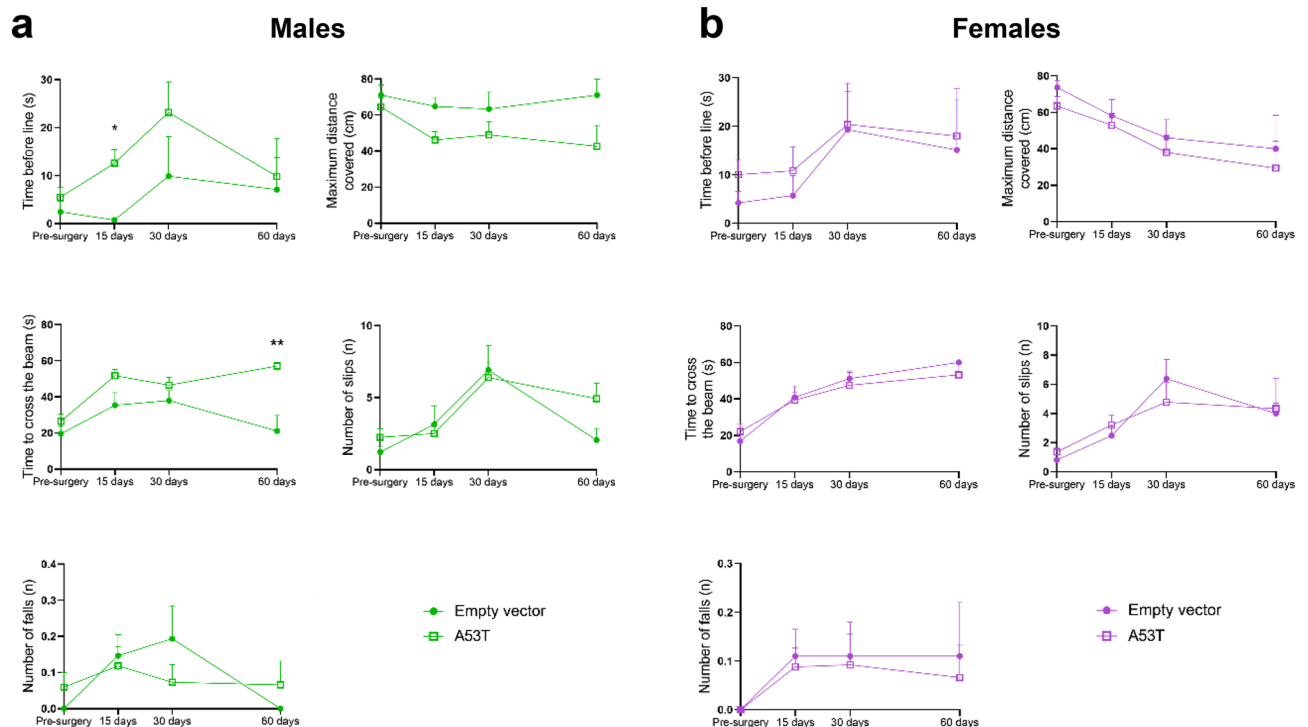 a
Males
Time before line (s)
30
20
10
0
*
Pre-surgery 15 days 30 days 60 days
Maximum distance
covered (cm)
80
60
40
20
0
Pre-surgery 15 days 30 days 60 days
Time to cross the beam (s)
80
60
40
20
0
**
Pre-surgery 15 days 30 days 60 days
Number of slips (n)
10
5
0
Pre-surgery 15 days 30 days 60 days
Number of falls (n)
0.4
0.3
0.2
0.1
0.0
Pre-surgery 15 days 30 days 60 days
Empty vector
A53T
b
Females
Time before line (s)
30
20
10
0
Pre-surgery 15 days 30 days 60 days
Maximum distance
covered (cm)
80
60
40
20
0
Pre-surgery 15 days 30 days 60 days
Time to cross
the beam (s)
80
60
40
20
0
Pre-surgery 15 days 30 days 60 days
Number of slips (n)
10
8
6
4
2
0
Pre-surgery 15 days 30 days 60 days
Number of falls (n)
0.3
0.2
0.1
0.0
Pre-surgery 15 days 30 days 60 days
Empty vector
A53T